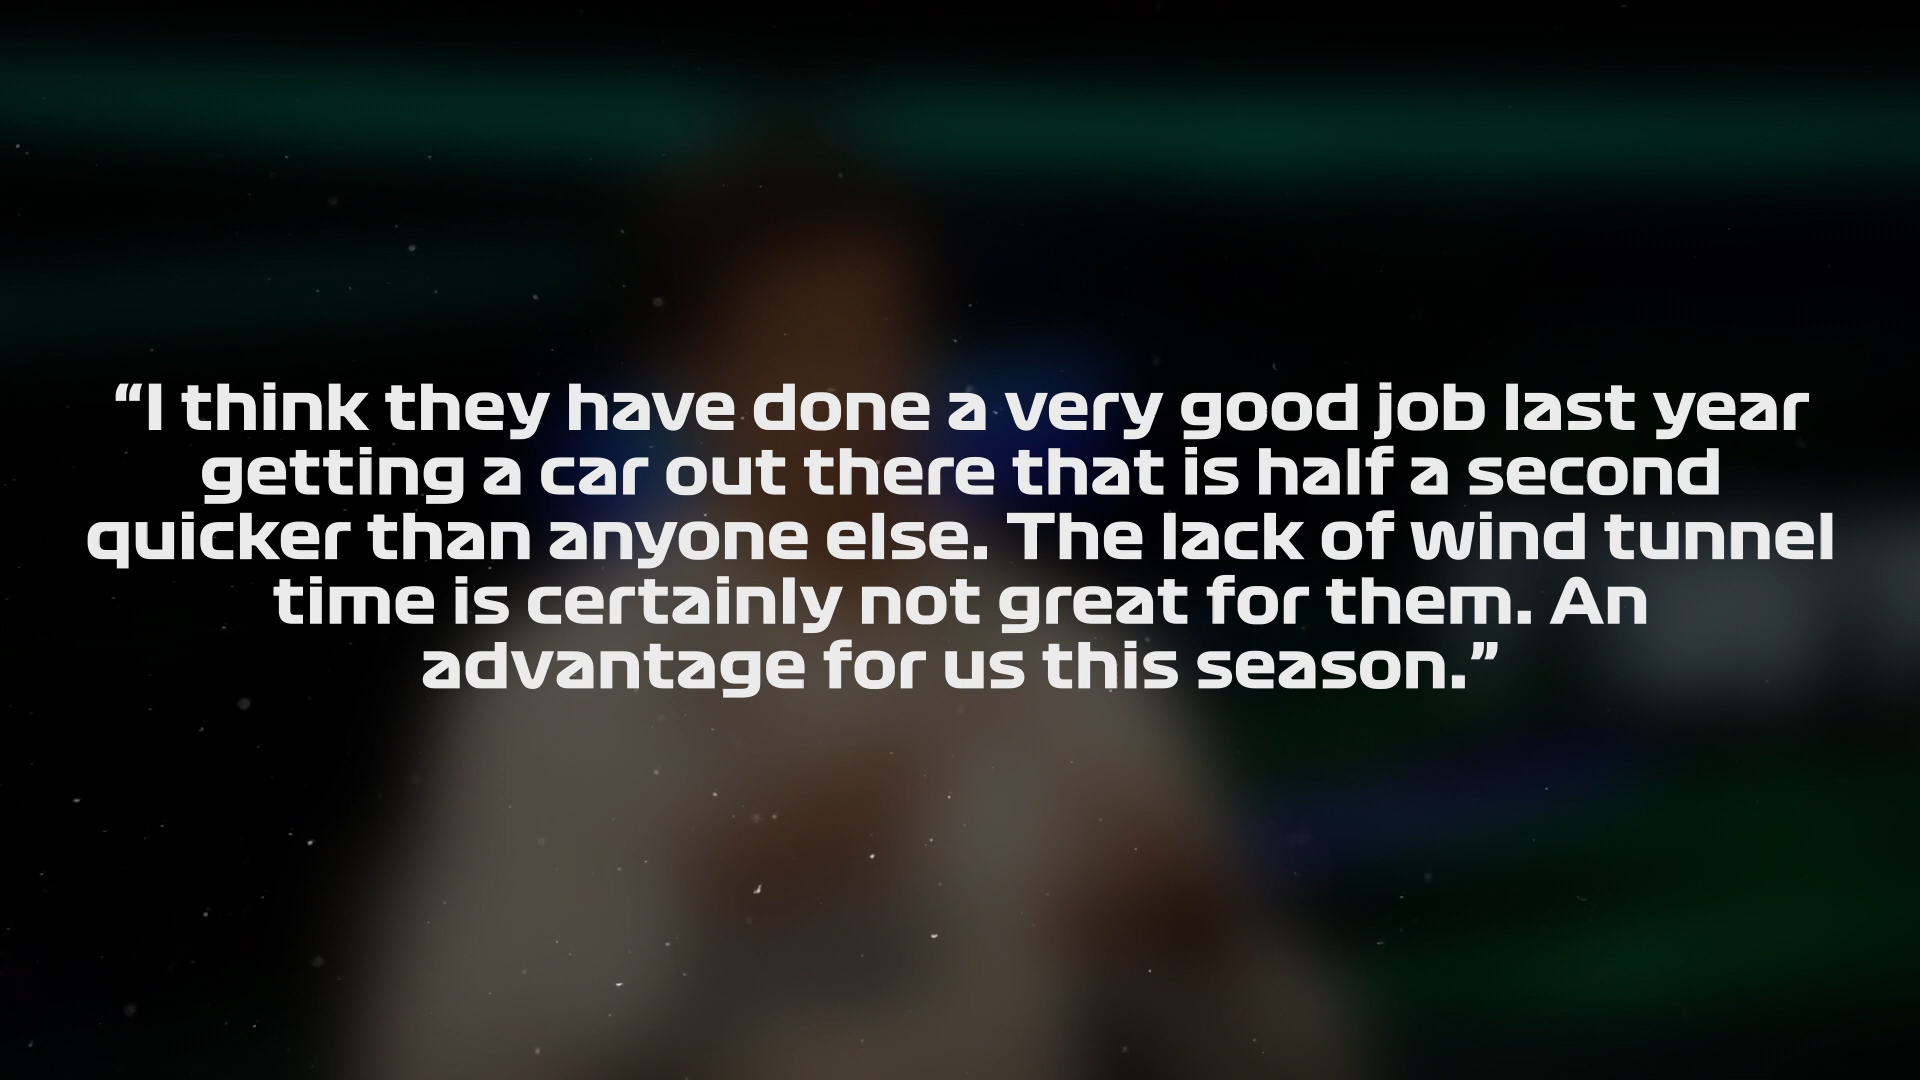 “I think they have done a very good job last year
getting a car out there that is half a second
quicker than anyone else. The lack of wind tunnel
time is certainly not great for them. An
advantage for us this season.”